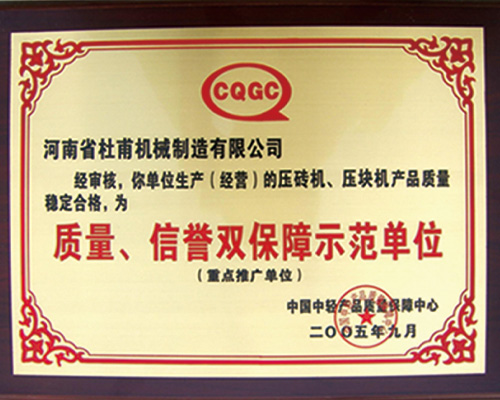 CQGC
河南省杜甫机械制造有限公司
经审核，你单位生产（经营）的压砖机、压块机产品质量
稳定合格，为
质量、信誉双保障示范单位
（重点推广单位）
中国中轻产品质量保障中心
二〇〇五年九月